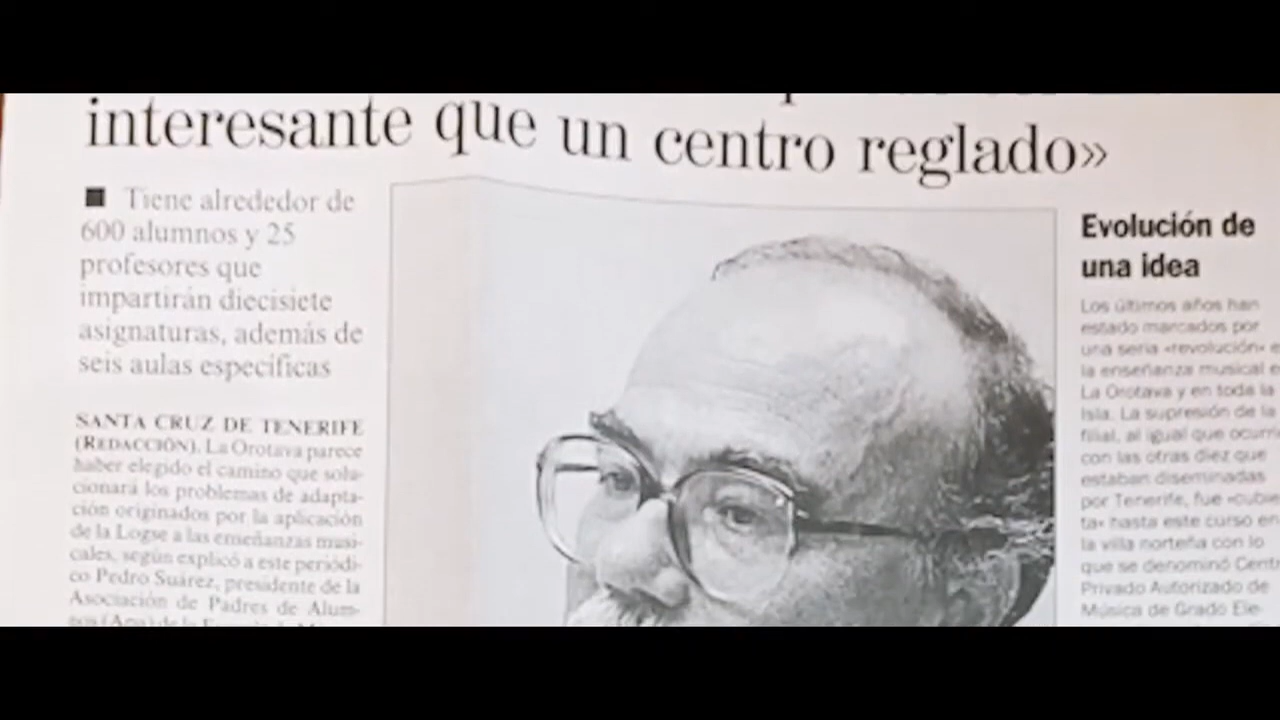 interesante que un centro reglado»
■ Tiene alrededor de
600 alumnos y 25
profesores que
impartirán diecisiete
asignaturas, además de
seis aulas específicas
SANTA CRUZ DE TENERIFE
(REDACCIÓN). La Orotava parece
haber elegido el camino que solu-
cionará los problemas de adapta-
ción originados por la aplicación
de la Logse a las enseñanzas musi-
cales, según explicó a este periódi-
co Pedro Suárez, presidente de la
Asociación de Padres de Alum-
Evolución de
una idea
Los últimos años han
estado marcados por
una seria «revolución» e
la enseñanza musical e
La Orotava y en toda la
Isla. La supresión de la
filial, al igual que ocurri
con las otras diez que
estaban diseminadas
por Tenerife, fue «cubie
ta» hasta este curso en
la villa norteña con lo
que se denominó Centr
Privado Autorizado de
Música de Grado Ele-